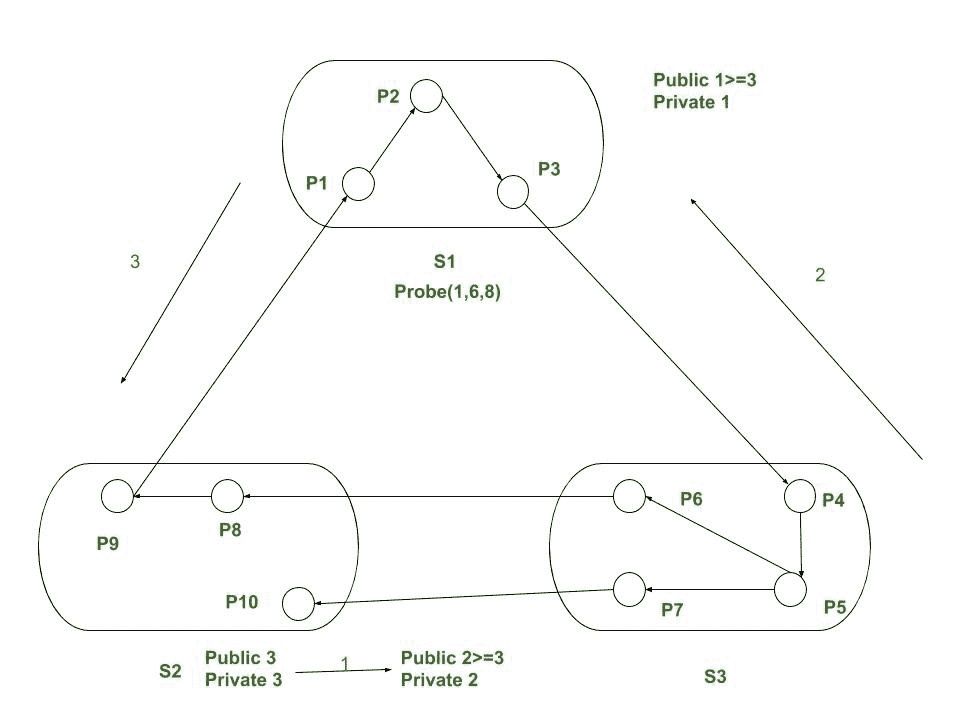 Public 1>=3
Private 1
P2
P1
P3
3
S1
2
Probe(1,6,8)
P6
P4
P8
P9
P10
P7
P5
Public 3
Private 3
1
Public 2>=3
Private 2
S2
S3